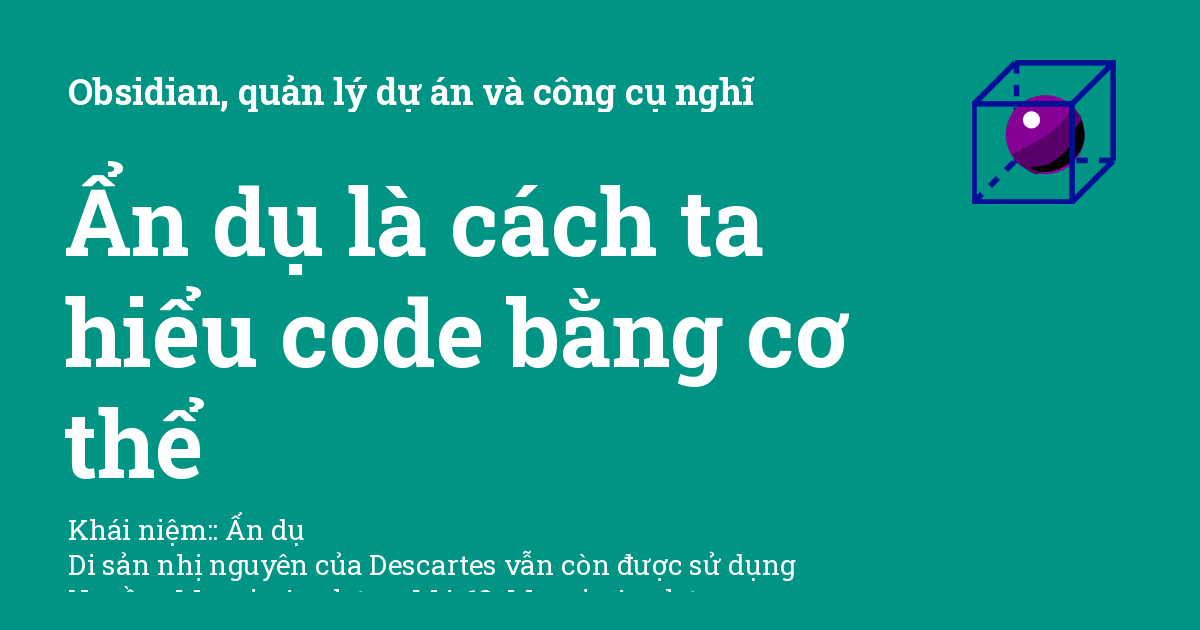 Obsidian, quản lý dự án và công cụ nghĩ
Ẩn dụ là cách ta
hiểu code bằng cơ
thể
Khái niệm:: Ẩn dụ
Di sản nhị nguyên của Descartes vẫn còn được sử dụng